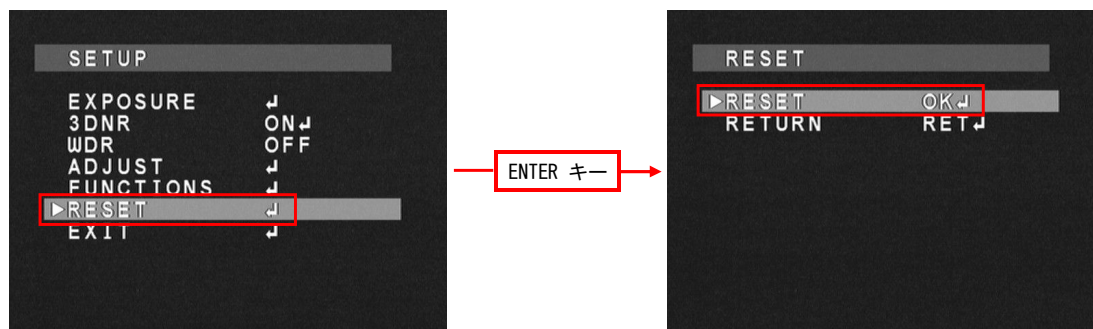 SETUP
EXPOSURE ↲
3DNR ON↲
WDR OFF
ADJUST ↲
FUNCTIONS ↲
▷RESET ↲
EXIT ↲
ENTER キー
RESET
▷RESET OK↲
RETURN RET↲